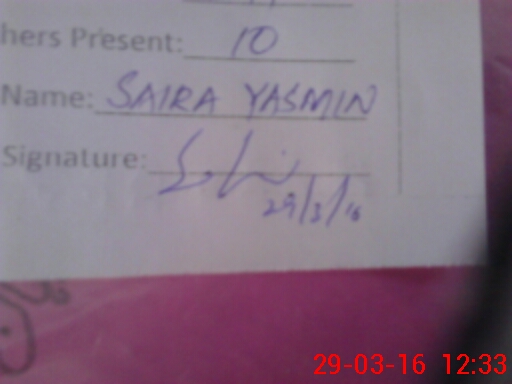 hers Present: 10
Name: SAIRA YASMIN
Signature:
29/3/16
29-03-16 12:33